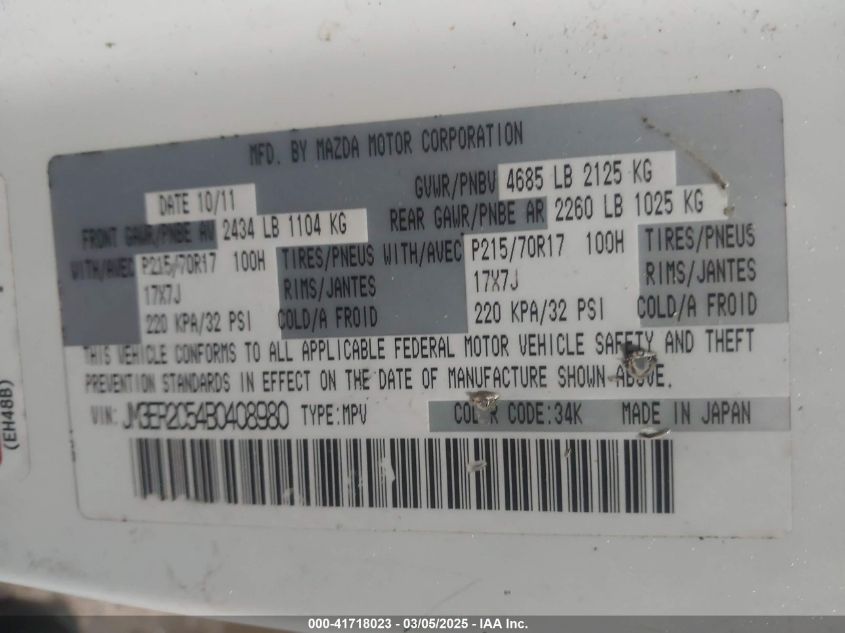 MFD. BY MAZDA MOTOR CORPORATION
DATE 10/11 GVWR/PNBV 4685 LB 2125 KG
FRONT GAWR/PNBE AV 2434 LB 1104 KG REAR GAWR/PNBE AR 2260 LB 1025 KG
WITH/AVEC P215/70R17 100H TIRES/PNEUS WITH/AVEC P215/70R17 100H TIRES/PNEUS
17X7J RIMS/JANTES 17X7J RIMS/JANTES
220 KPA/32 PSI COLD/A FROID 220 KPA/32 PSI COLD/A FROID
THIS VEHICLE CONFORMS TO ALL APPLICABLE FEDERAL MOTOR VEHICLE SAFETY AND THEFT
PREVENTION STANDARDS IN EFFECT ON THE DATE OF MANUFACTURE SHOWN ABOVE.
VIN: JM3ER2C54B0408980 TYPE:MPV COLOR CODE:34K MADE IN JAPAN
(EH48B)
000-41718023 - 03/05/2025 - IAA Inc.